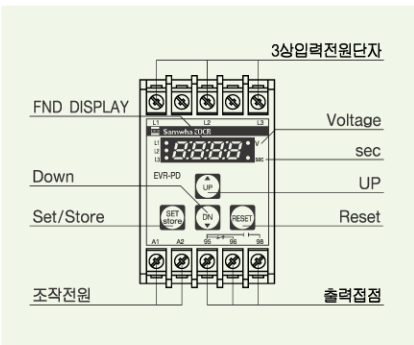 3상입력전원단자
FND DISPLAY
L1 L2 L3
Samwha EOCR
Voltage
L1
L2
L3
8888
V
sec
sec
Down
EVR-PD
UP
UP
Set/Store
SET store
DN
RESET
Reset
A1 A2 95 96 98
조작전원
출력접점